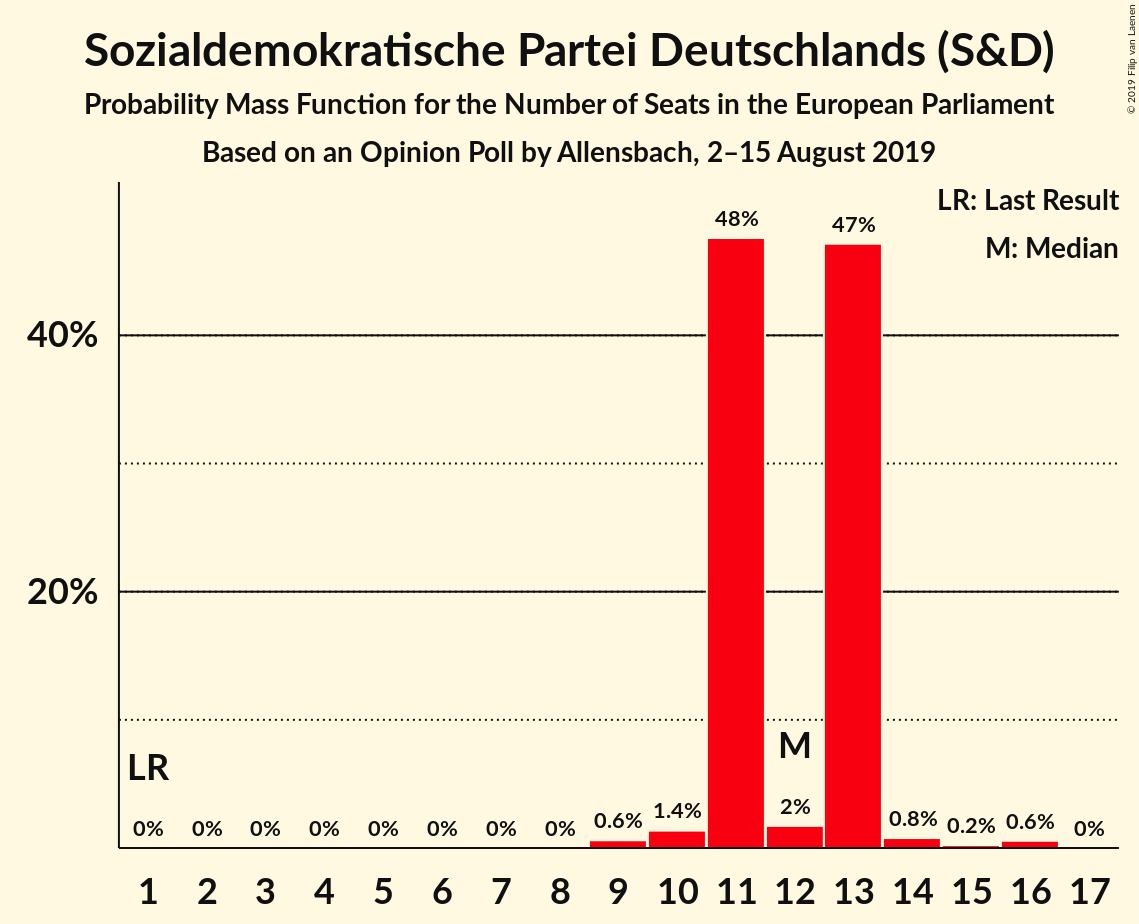 Sozialdemokratische Partei Deutschlands (S&D)
Probability Mass Function for the Number of Seats in the European Parliament
Based on an Opinion Poll by Allensbach, 2–15 August 2019
© 2019 Filip van Laenen
LR: Last Result
M: Median
48%
47%
40%
20%
M
LR
0% 0% 0% 0% 0% 0% 0% 0% 0.6% 1.4% 2% 0.8% 0.2% 0.6% 0%
1 2 3 4 5 6 7 8 9 10 11 12 13 14 15 16 17